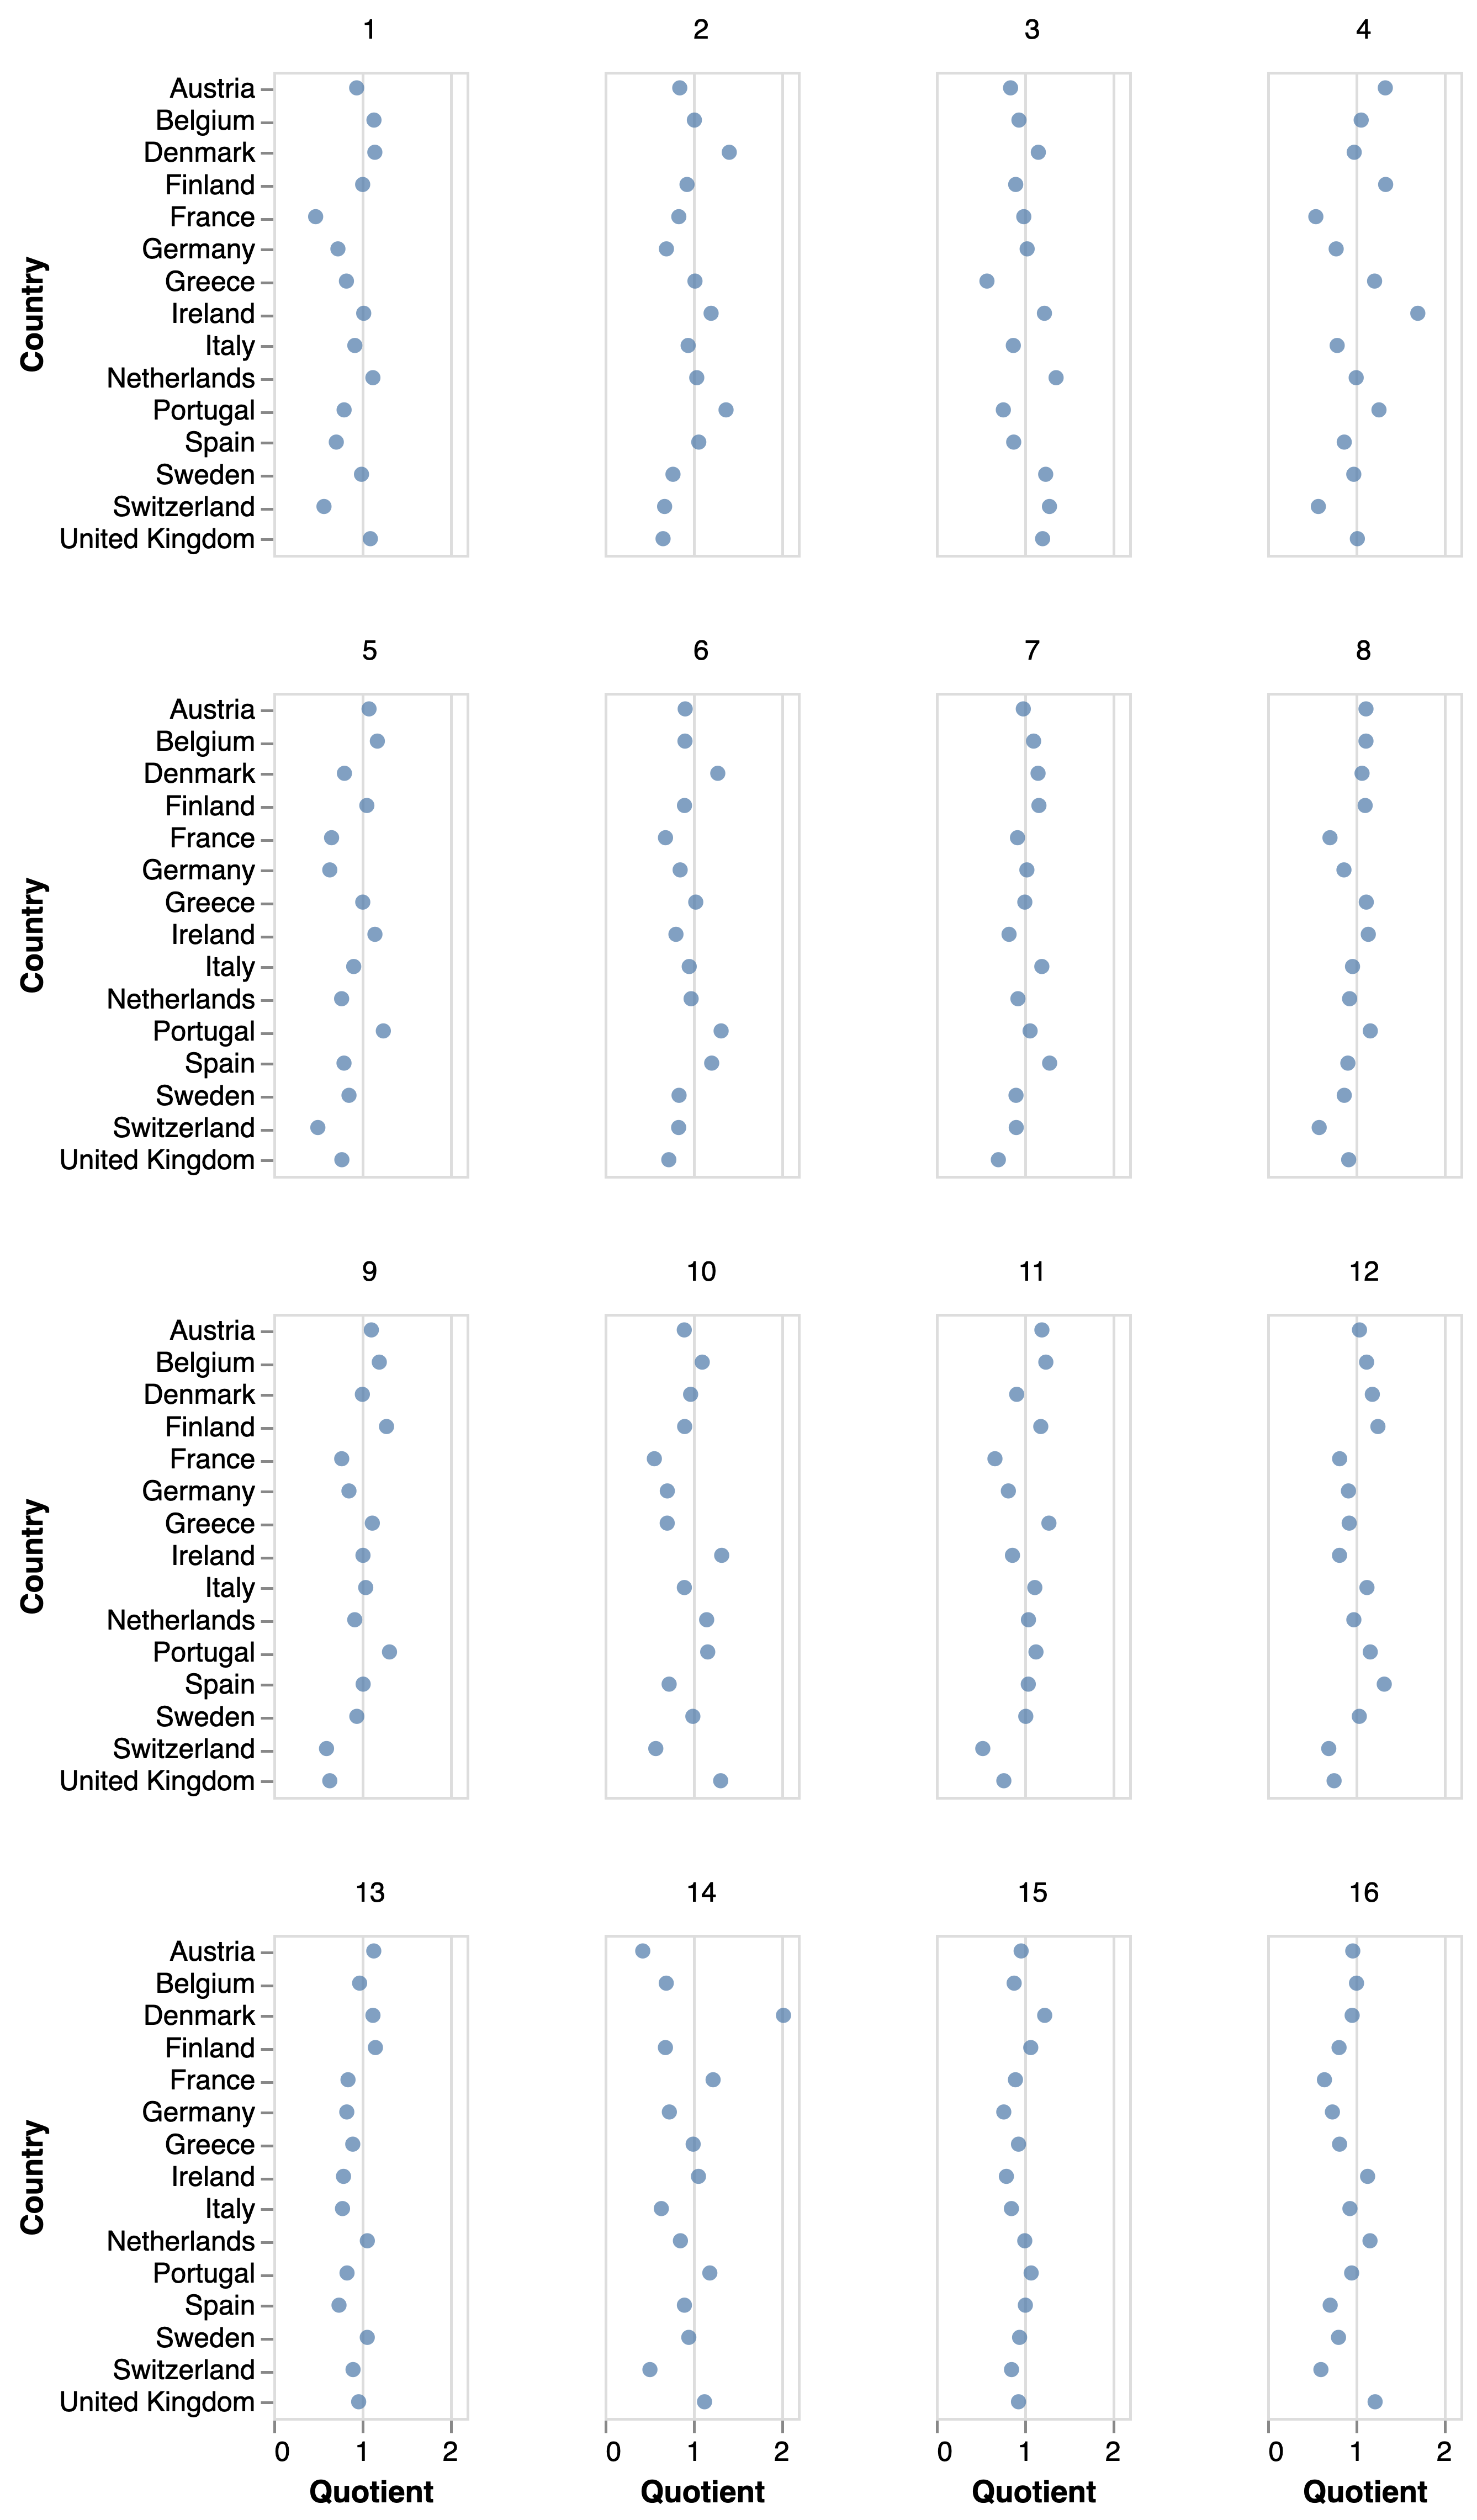 1 2 3 4
Country
Austria
Belgium
Denmark
Finland
France
Germany
Greece
Ireland
Italy
Netherlands
Portugal
Spain
Sweden
Switzerland
United Kingdom
5 6 7 8
Country
Austria
Belgium
Denmark
Finland
France
Germany
Greece
Ireland
Italy
Netherlands
Portugal
Spain
Sweden
Switzerland
United Kingdom
9 10 11 12
Country
Austria
Belgium
Denmark
Finland
France
Germany
Greece
Ireland
Italy
Netherlands
Portugal
Spain
Sweden
Switzerland
United Kingdom
13 14 15 16
Country
Austria
Belgium
Denmark
Finland
France
Germany
Greece
Ireland
Italy
Netherlands
Portugal
Spain
Sweden
Switzerland
United Kingdom
0 1 2 0 1 2 0 1 2 0 1 2
Quotient Quotient Quotient Quotient